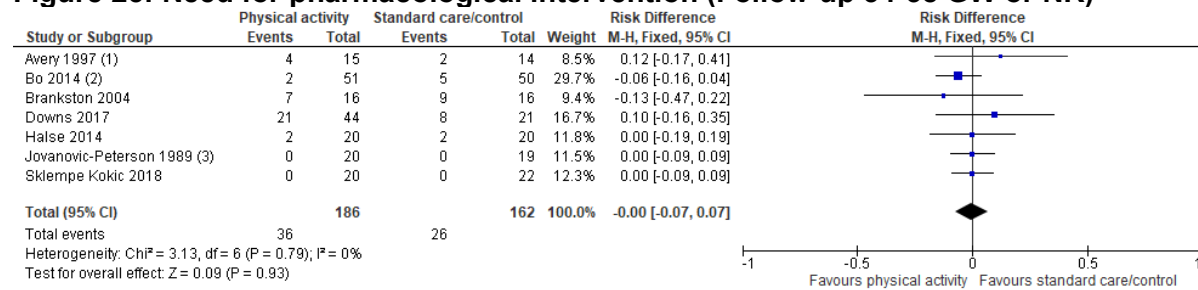 Figure Need for pharmacological intervention (Follow-up GW or NR)
Physical activity Standard care/control Risk Difference Risk Difference
Study or Subgroup Events Total Events Total Weight M-H, Fixed, 95% CI M-H, Fixed, 95% CI
Avery 1997 (1) 4 15 2 14 8.5% 0.12 [-0.17, 0.41]
Bo 2014 (2) 2 51 5 50 29.7% -0.06 [-0.16, 0.04]
Brankston 2004 7 16 9 16 9.4% -0.13 [-0.47, 0.22]
Downs 2017 21 44 8 21 16.7% 0.10 [-0.16, 0.35]
Halse 2014 2 20 2 20 11.8% 0.00 [-0.19, 0.19]
Jovanovic-Peterson 1989 (3) 0 20 0 19 11.5% 0.00 [-0.09, 0.09]
Sklempe Kokic 2018 0 20 0 22 12.3% 0.00 [-0.09, 0.09]
Total (95% CI) 186 162 100.0% -0.00 [-0.07, 0.07]
Total events 36 26
Heterogeneity: Chi² = 3.13, df = 6 (P = 0.79); I² = 0%
Test for overall effect: Z = 0.09 (P = 0.93)
-1 -0.5 0 0.5 1
Favours physical activity Favours standard care/control